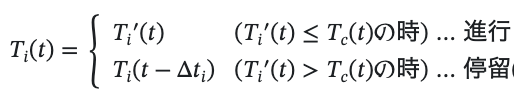 T_i(t) = { T_i′(t) (T_i′(t) ≤ T_c(t)の時) … 進行
T_i(t − Δt_i) (T_i′(t) > T_c(t)の時) … 停留(